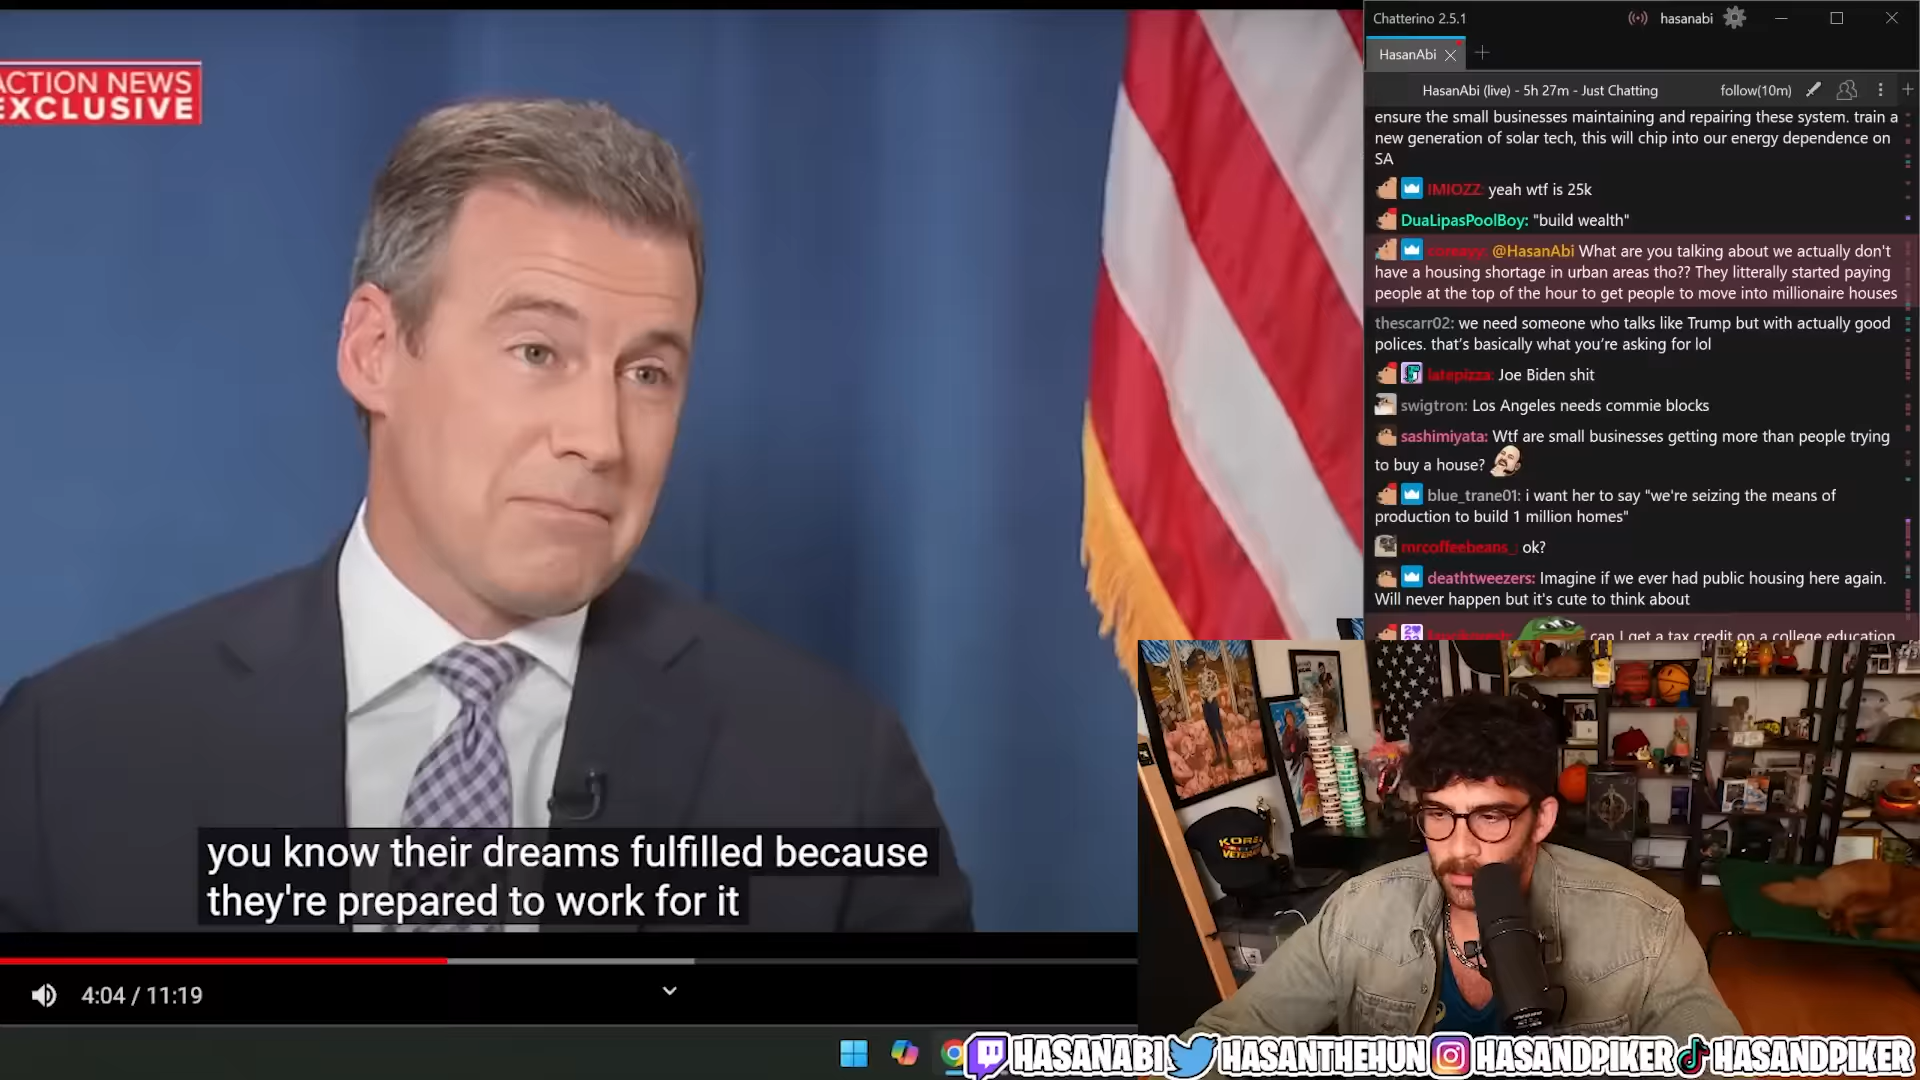 ACTION NEWS
EXCLUSIVE
you know their dreams fulfilled because
they're prepared to work for it
4:04 / 11:19
Chatterino 2.5.1
hasanabi
HasanAbi
HasanAbi (live) - 5h 27m - Just Chatting
follow(10m)
ensure the small businesses maintaining and repairing these system. train a
new generation of solar tech, this will chip into our energy dependence on
SA
IMIOZZ: yeah wtf is 25k
DuaLipasPoolBoy: "build wealth"
coreayy: @HasanAbi What are you talking about we actually don't
have a housing shortage in urban areas tho?? They litterally started paying
people at the top of the hour to get people to move into millionaire houses
thescarr02: we need someone who talks like Trump but with actually good
polices. that's basically what you're asking for lol
latepizza: Joe Biden shit
swigtron: Los Angeles needs commie blocks
sashimiyata: Wtf are small businesses getting more than people trying
to buy a house?
blue_trane01: i want her to say "we're seizing the means of
production to build 1 million homes"
mrcoffeebeans_: ok?
deathtweezers: Imagine if we ever had public housing here again.
Will never happen but it's cute to think about
can I get a tax credit on a college education
KOREA
VETERAN
HASANABI
HASANTHEHUN
HASANDPIKER
HASANDPIKER